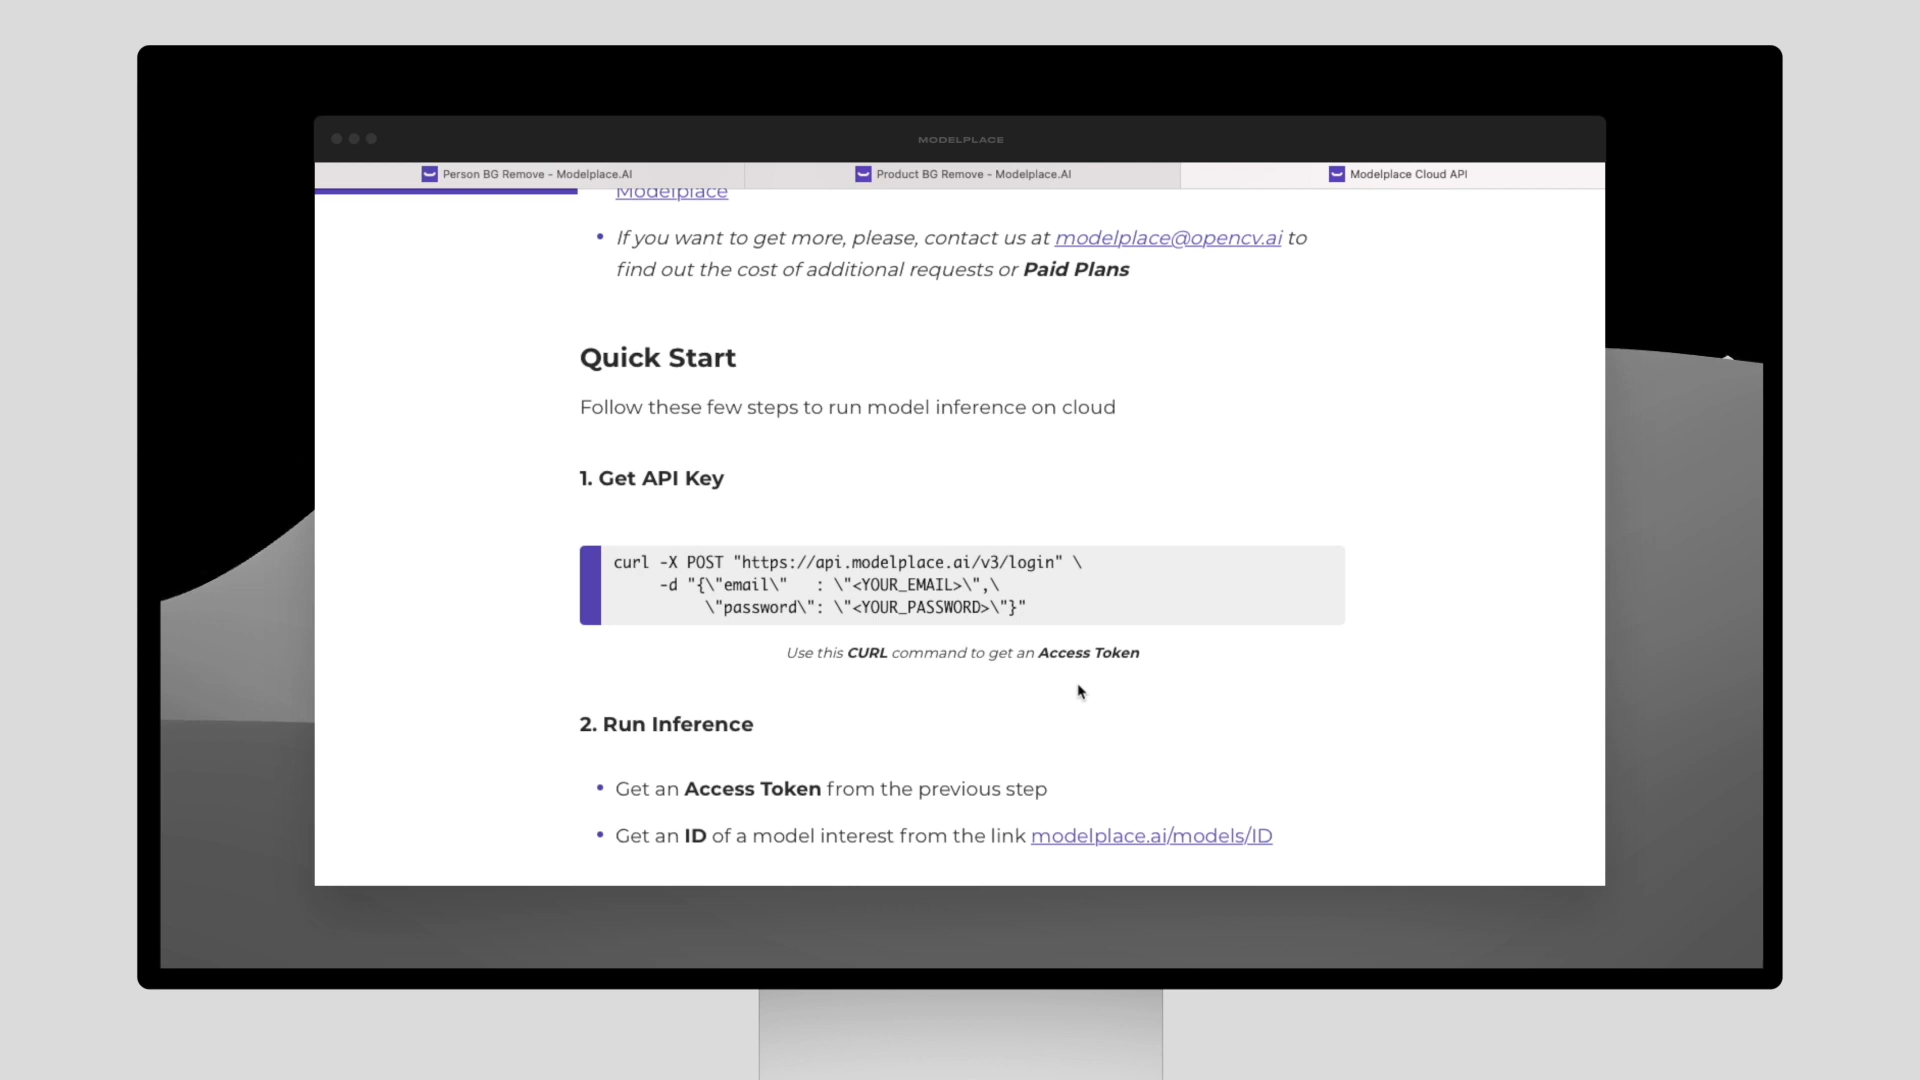 MODELPLACE
Person BG Remove - Modelplace.AI
Product BG Remove - Modelplace.AI
Modelplace Cloud API
Modelplace
• If you want to get more, please, contact us at modelplace@opencv.ai to
find out the cost of additional requests or Paid Plans
Quick Start
Follow these few steps to run model inference on cloud
1. Get API Key
curl -X POST "https://api.modelplace.ai/v3/login" \
-d "{\"email\"   : \"<YOUR_EMAIL>\",\
\"password\": \"<YOUR_PASSWORD>\"}"
Use this CURL command to get an Access Token
2. Run Inference
• Get an Access Token from the previous step
• Get an ID of a model interest from the link modelplace.ai/models/ID